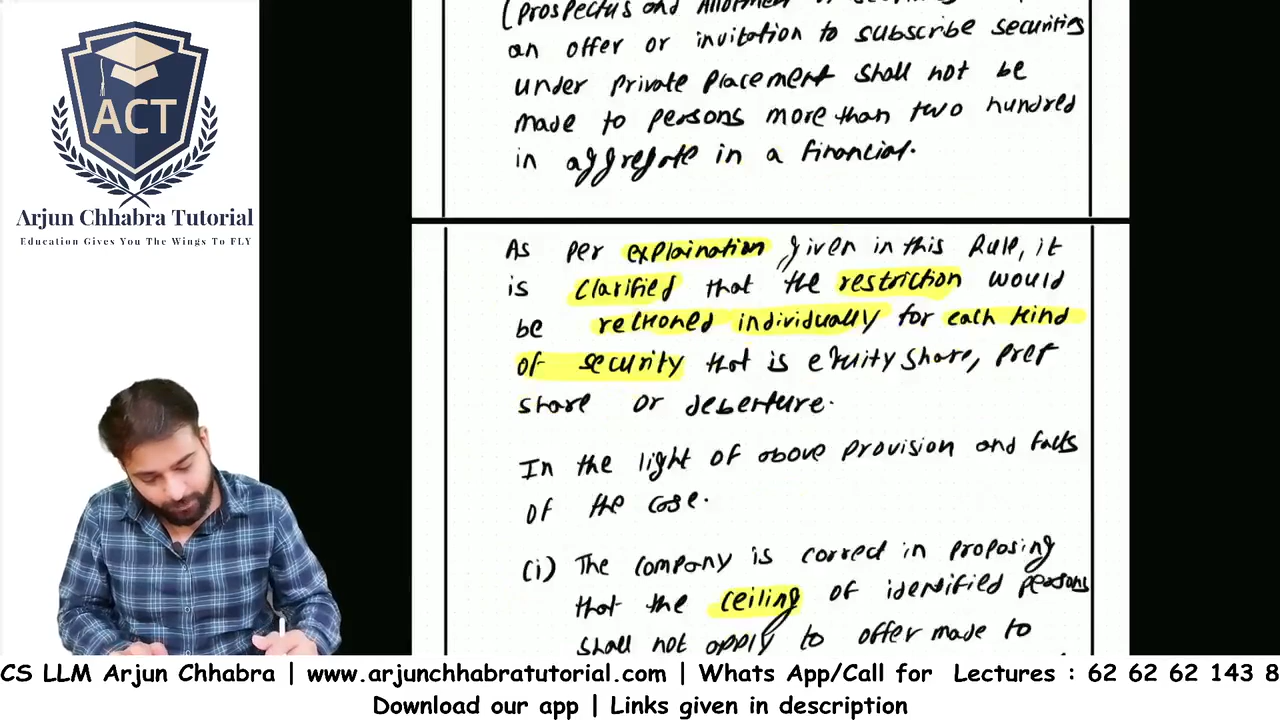 ACT
Arjun Chhabra Tutorial
Education Gives You The Wings To FLY
(Prospectus and Allotment of
an offer or invitation to subscribe securities
under private placement shall not be
made to persons more than two hundred
in aggregate in a financial.
As per explaination given in this Rule, it
is clarified that the restriction would
be reckoned individually for each kind
of security that is equity share, pref
share or debenture.
In the light of above provision and facts
of the case.
(i) The company is correct in proposing
that the ceiling of identified persons
shall not apply to offer made to
CS LLM Arjun Chhabra | www.arjunchhabratutorial.com | Whats App/Call for Lectures : 62 62 62 143 8
Download our app | Links given in description